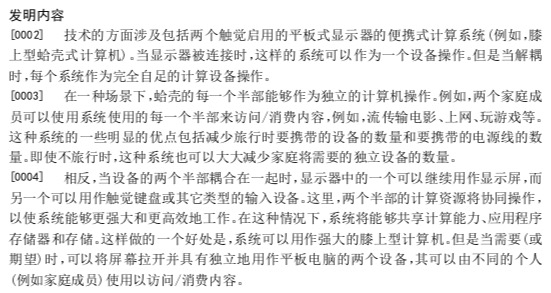 发明内容
[0002] 技术的方面涉及包括两个触觉启用的平板式显示器的便携式计算系统(例如,膝
上型蛤壳式计算机)。当显示器被连接时,这样的系统可以作为一个设备操作。但是当解耦
时,每个系统作为完全自足的计算设备操作。
[0003] 在一种场景下,蛤壳的每一个半部能够作为独立的计算机操作。例如,两个家庭成
员可以使用系统使用的每一个半部来访问/消费内容,例如,流传输电影、上网、玩游戏等。
这种系统的一些明显的优点包括减少旅行时要携带的设备的数量和要携带的电源线的数
量。即使不旅行时,这种系统也可以大大减少家庭将需要的独立设备的数量。
[0004] 相反,当设备的两个半部耦合在一起时,显示器中的一个可以继续用作显示屏,而
另一个可以用作触觉键盘或其它类型的输入设备。这里,两个半部的计算资源将协同操作,
以使系统能够更强大和更高效地工作。在这种情况下,系统将能够共享计算能力、应用程序
存储器和存储。这样做的一个好处是,系统可以用作强大的膝上型计算机。但是当需要(或
期望)时,可以将屏幕拉开并具有独立地用作平板电脑的两个设备,其可以由不同的个人
(例如家庭成员)使用以访问/消费内容。